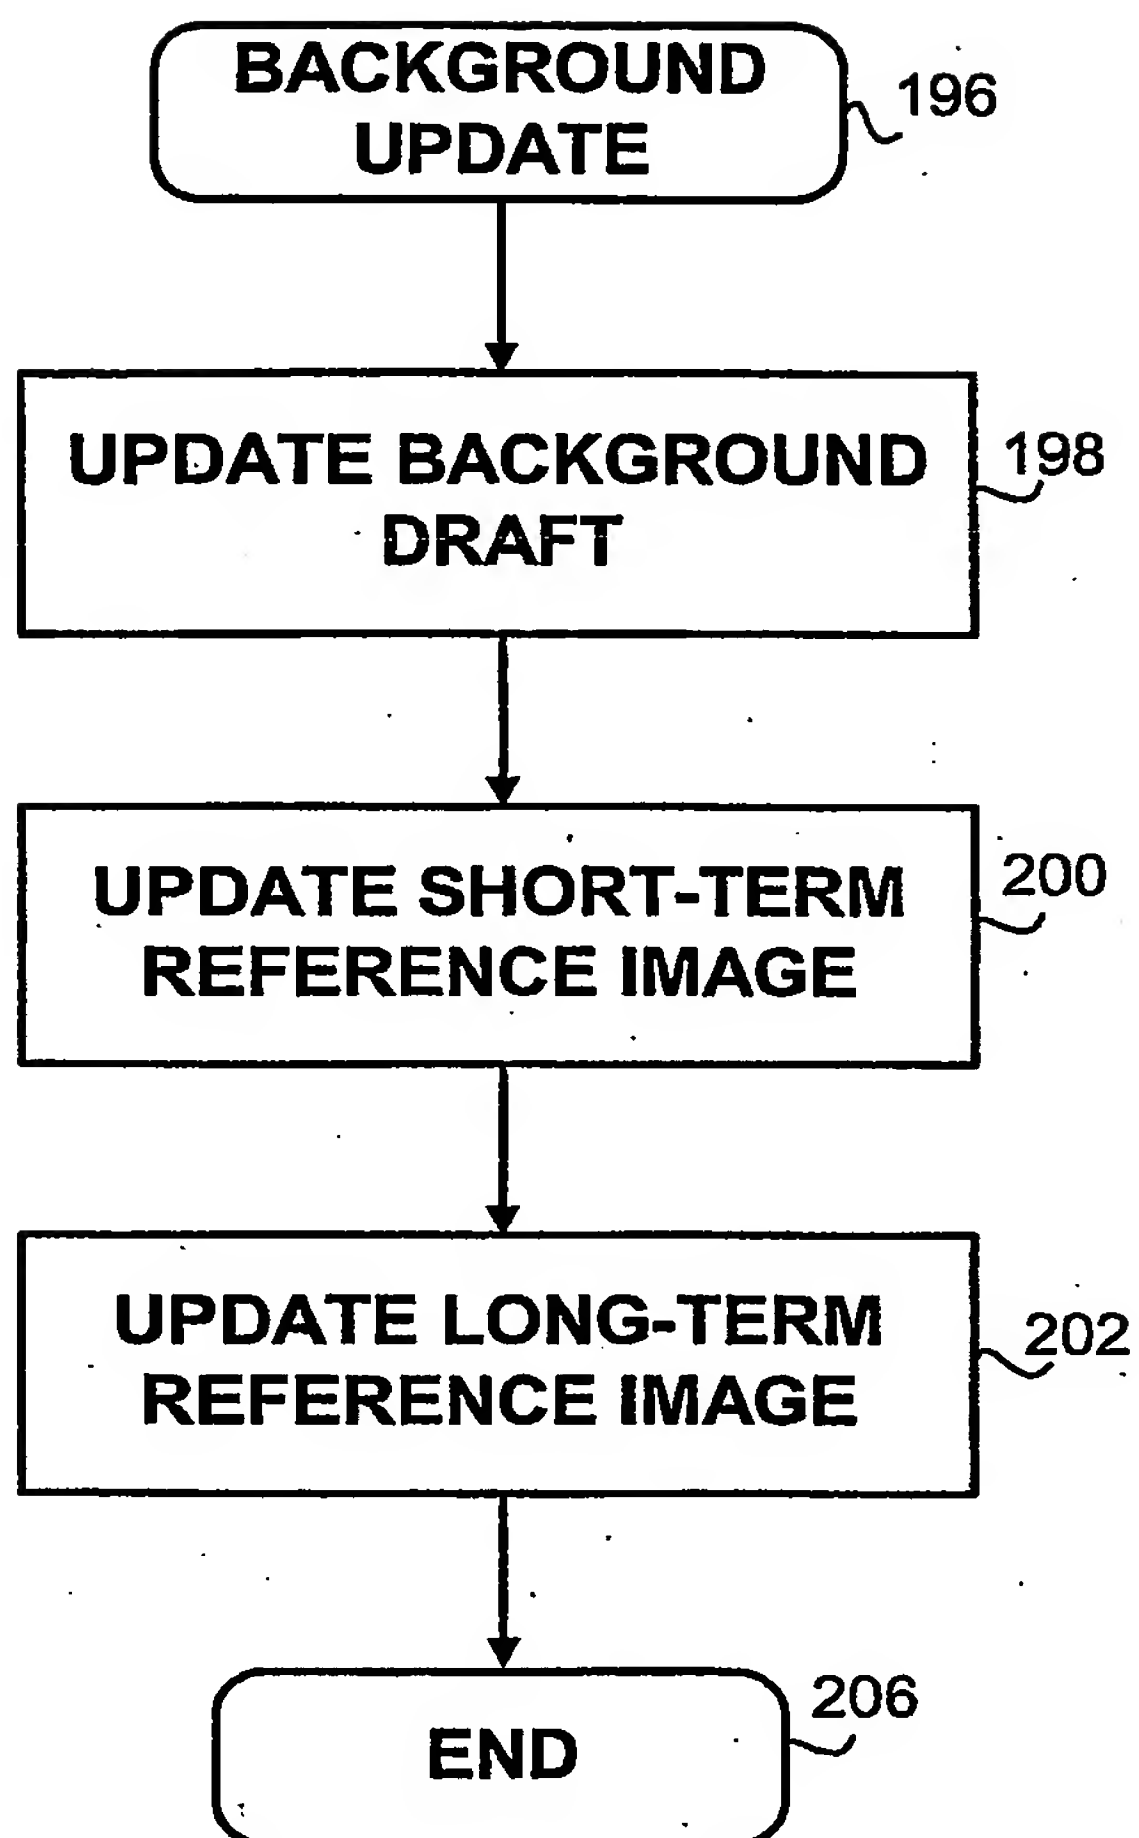 BACKGROUND
UPDATE
196
UPDATE BACKGROUND
DRAFT
198
UPDATE SHORT-TERM
REFERENCE IMAGE
200
UPDATE LONG-TERM
REFERENCE IMAGE
202
END
206